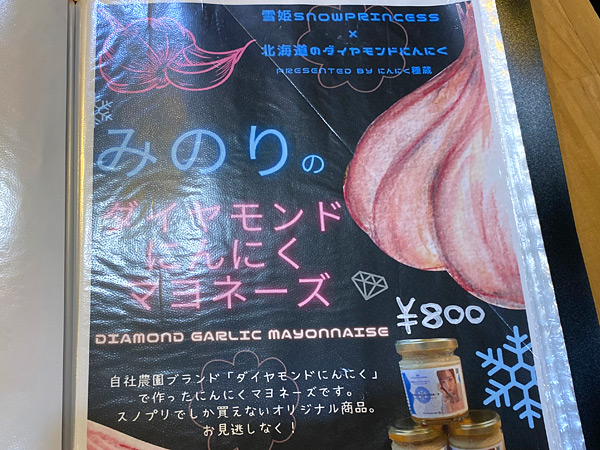 雪姫SNOWPRINCESS
×
北海道のダイヤモンドにんにく
PRESENTED BY にんにく種蔵
みのりの
ダイヤモンド
にんにく
マヨネーズ
DIAMOND GARLIC MAYONNAISE
¥800
自社農園ブランド「ダイヤモンドにんにく」
で作ったにんにくマヨネーズです。
スノプリでしか買えないオリジナル商品。
お見逃しなく！